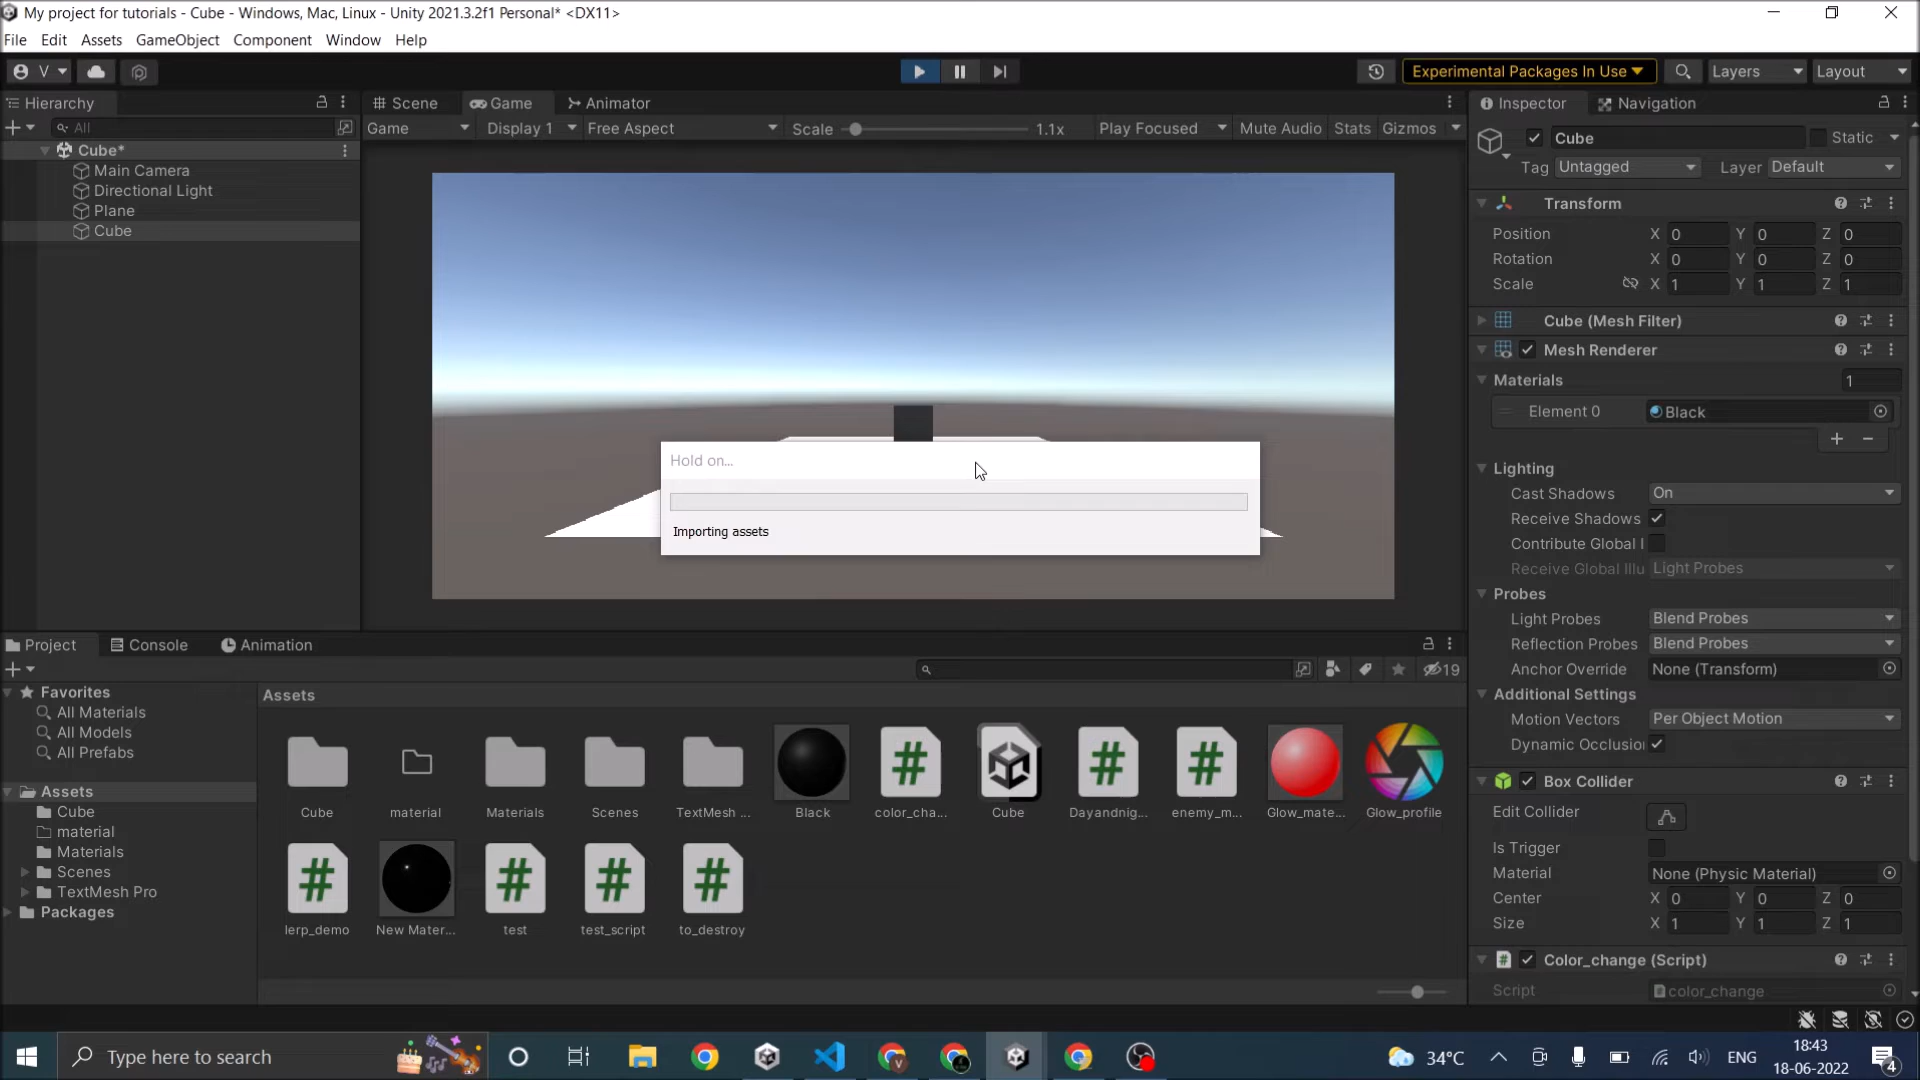 My project for tutorials - Cube - Windows, Mac, Linux - Unity 2021.3.2f1 Personal* <DX11>
File Edit Assets GameObject Component Window Help
V
Experimental Packages In Use
Layers
Layout
Hierarchy
Scene
Game
Animator
Inspector
Navigation
All
Game
Display 1
Free Aspect
Scale
1.1x
Play Focused
Mute Audio
Stats
Gizmos
Cube*
Main Camera
Directional Light
Plane
Cube
Hold on...
Importing assets
Cube
Static
Tag Untagged
Layer Default
Transform
Position X 0 Y 0 Z 0
Rotation X 0 Y 0 Z 0
Scale X 1 Y 1 Z 1
Cube (Mesh Filter)
Mesh Renderer
Materials 1
Element 0 Black
Lighting
Cast Shadows On
Receive Shadows
Contribute Global I
Receive Global Illu Light Probes
Probes
Light Probes Blend Probes
Reflection Probes Blend Probes
Anchor Override None (Transform)
Additional Settings
Motion Vectors Per Object Motion
Dynamic Occlusion
Box Collider
Edit Collider
Is Trigger
Material None (Physic Material)
Center X 0 Y 0 Z 0
Size X 1 Y 1 Z 1
Color_change (Script)
Script color_change
Project
Console
Animation
19
Favorites
All Materials
All Models
All Prefabs
Assets
Cube
material
Materials
Scenes
TextMesh Pro
Packages
Assets
Cube
material
Materials
Scenes
TextMesh ...
Black
color_cha...
Cube
Dayandnig...
enemy_m...
Glow_mate...
Glow_profile
lerp_demo
New Mater...
test
test_script
to_destroy
Type here to search
34°C
ENG
18:43
18-06-2022
4